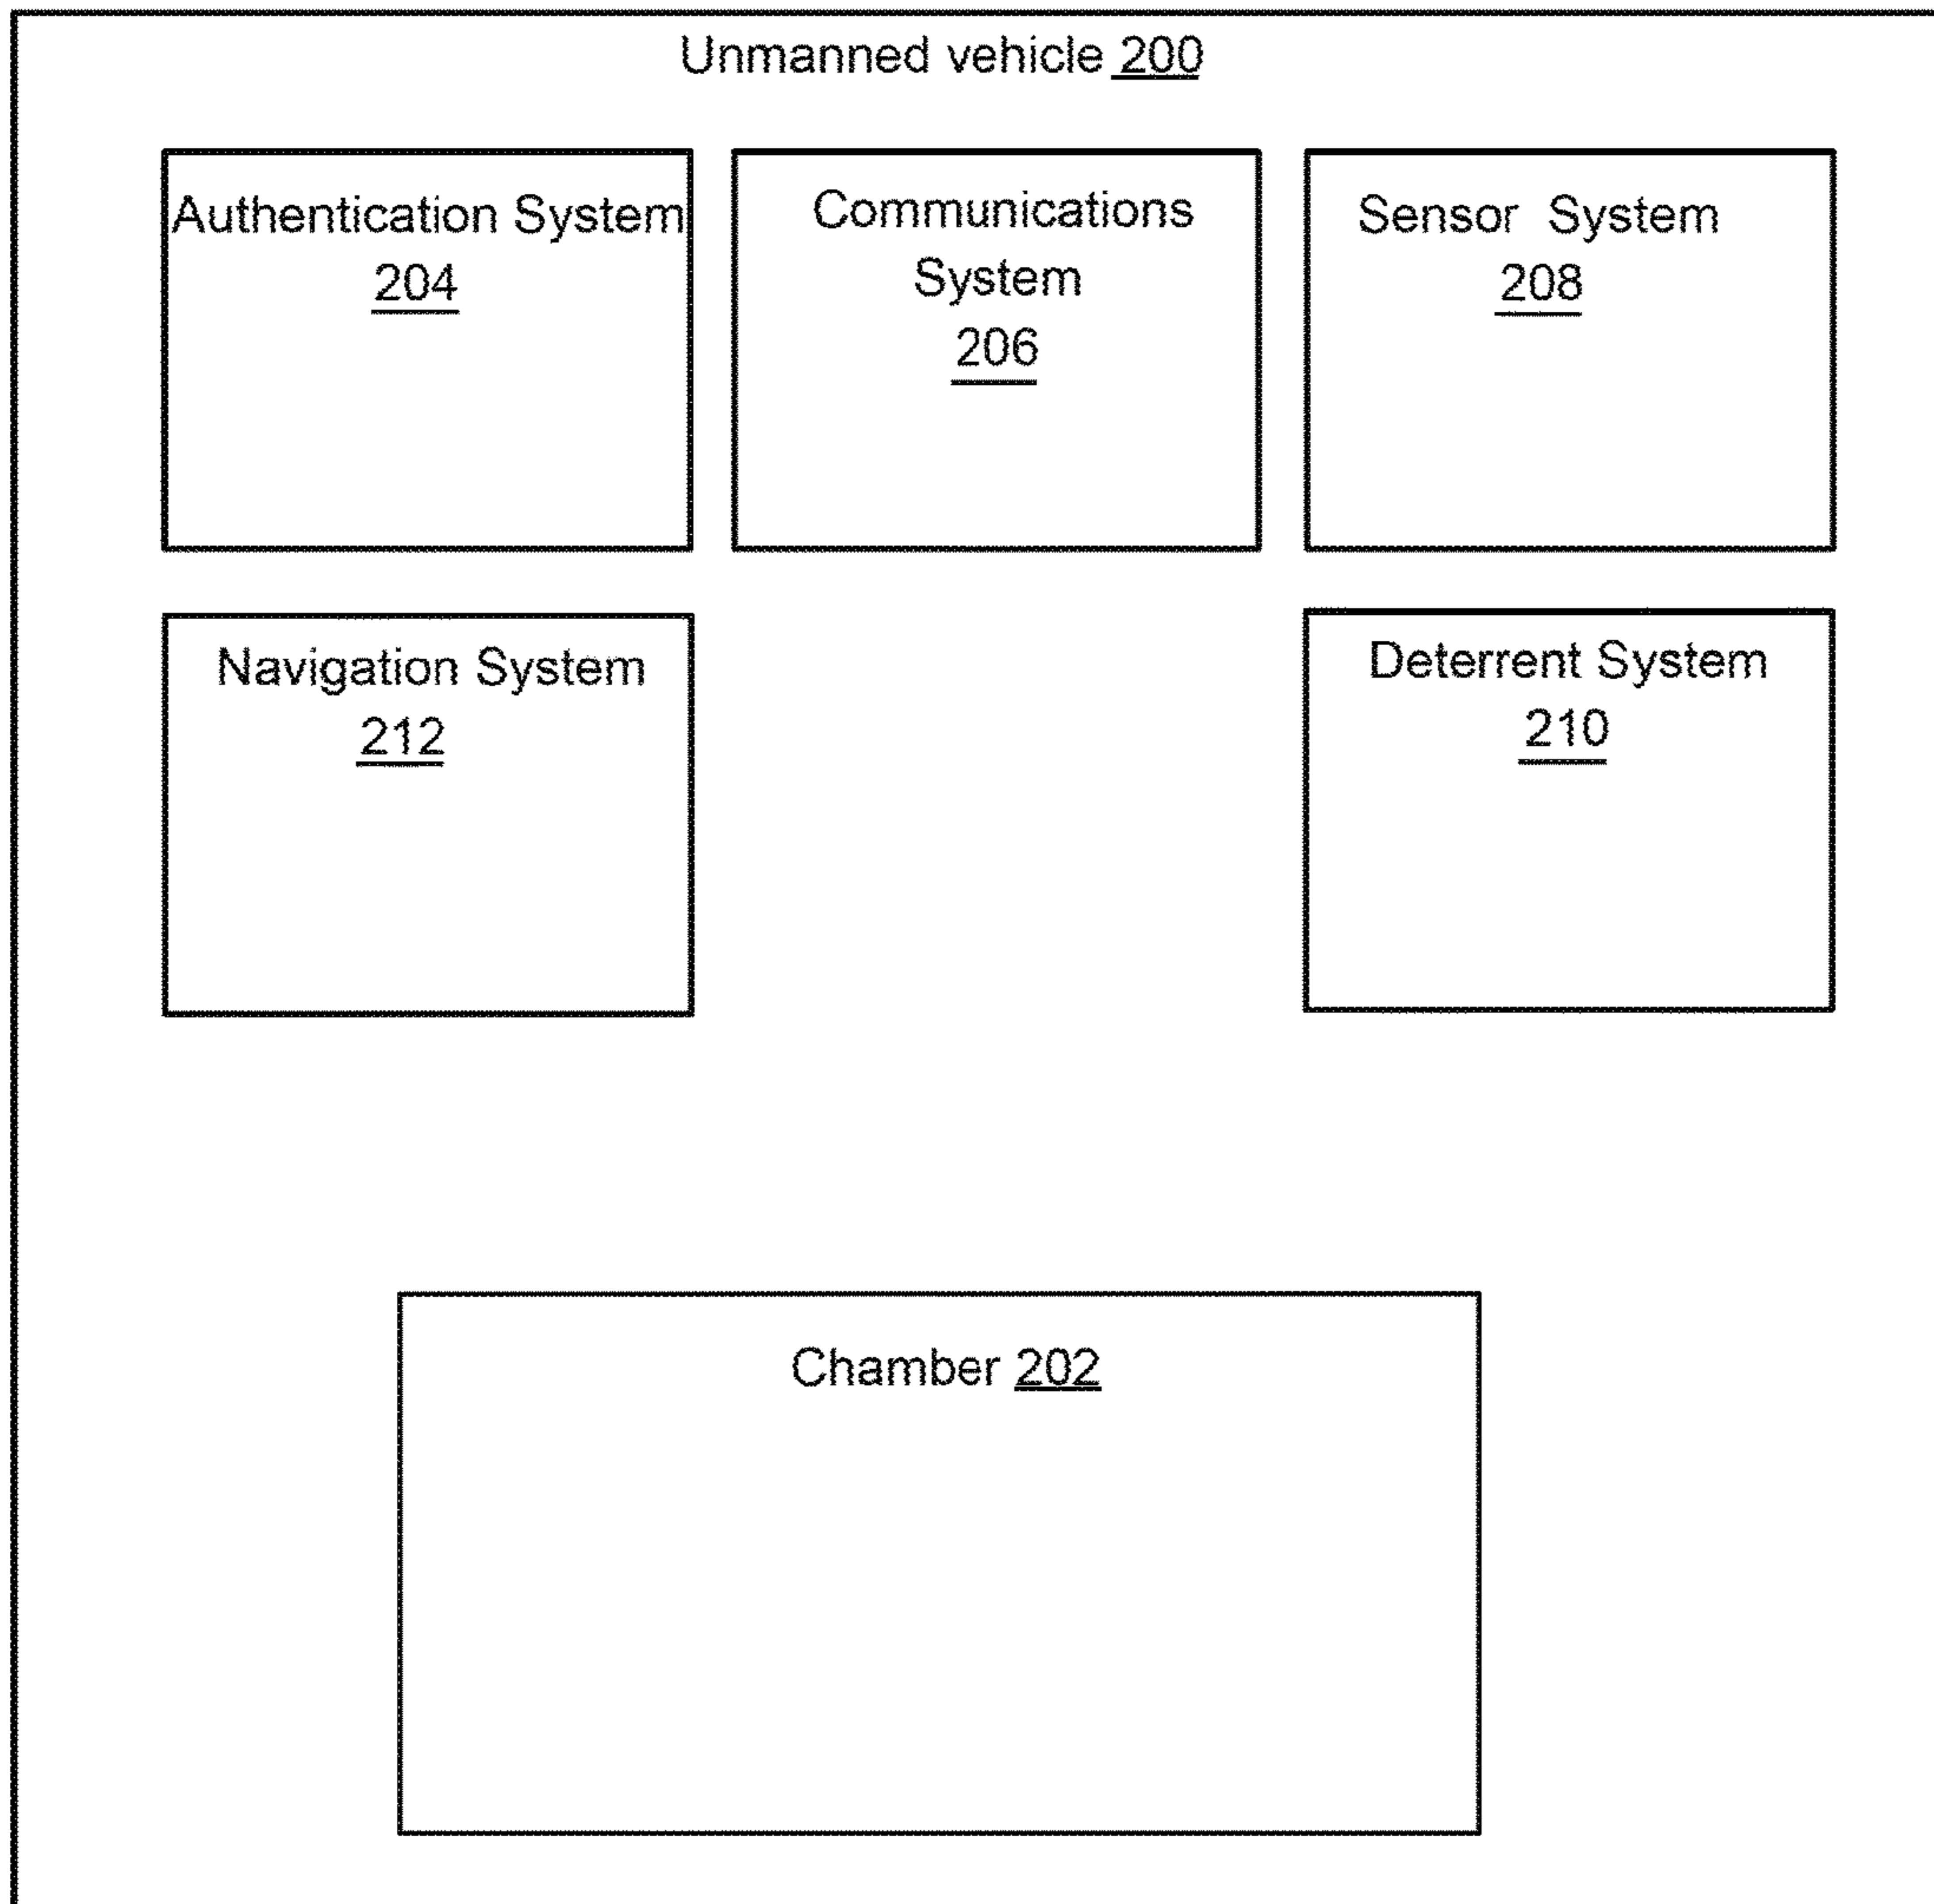 Unmanned vehicle 200
Authentication System
204
Communications
System
206
Sensor System
208
Navigation System
212
Deterrent System
210
Chamber 202